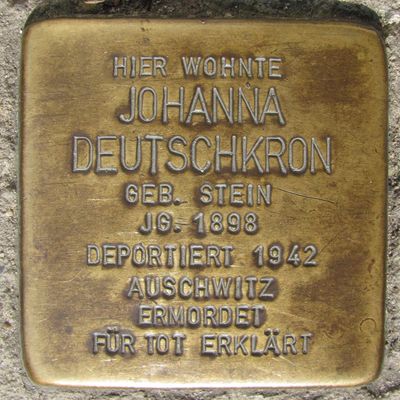 HIER WOHNTE
JOHANNA
DEUTSCHKRON
GEB. STEIN
JG. 1898
DEPORTIERT 1942
AUSCHWITZ
ERMORDET
FÜR TOT ERKLÄRT